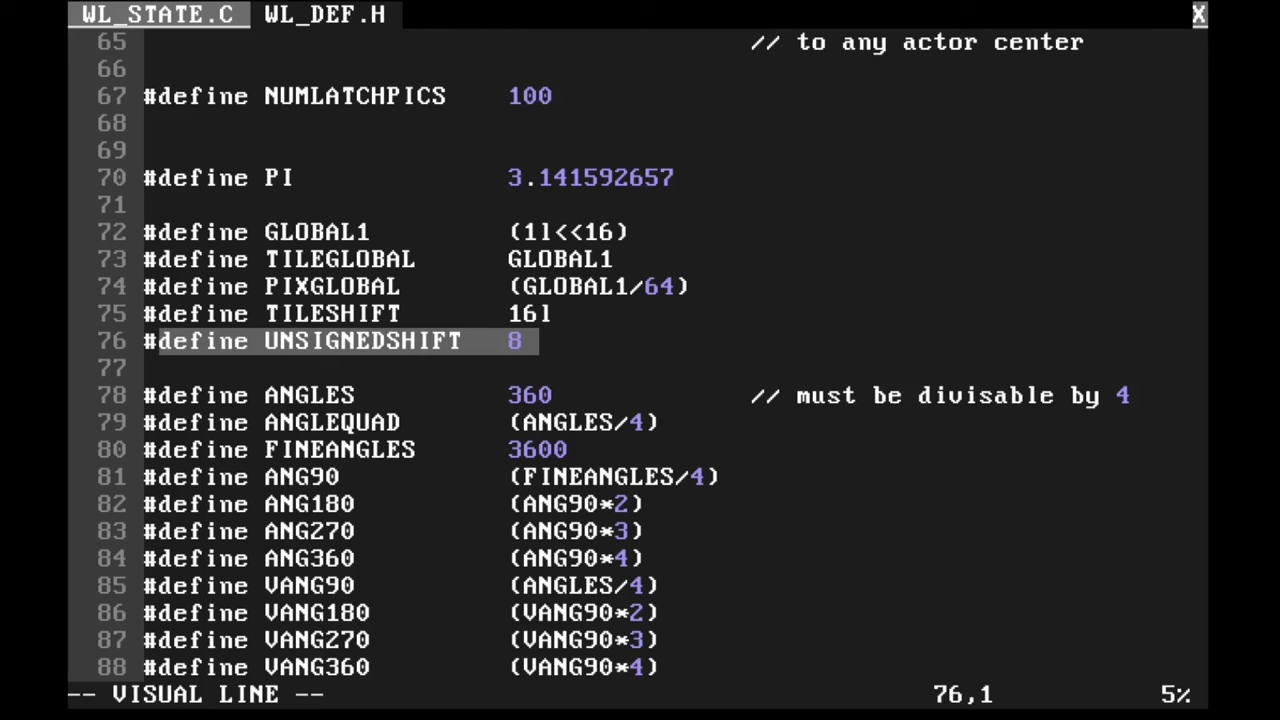 WL_STATE.C WL_DEF.H X
65 // to any actor center
66
67 #define NUMLATCHPICS 100
68
69
70 #define PI 3.141592657
71
72 #define GLOBAL1 (1l<<16)
73 #define TILEGLOBAL GLOBAL1
74 #define PIXGLOBAL (GLOBAL1/64)
75 #define TILESHIFT 16l
76 #define UNSIGNEDSHIFT 8
77
78 #define ANGLES 360 // must be divisable by 4
79 #define ANGLEQUAD (ANGLES/4)
80 #define FINEANGLES 3600
81 #define ANG90 (FINEANGLES/4)
82 #define ANG180 (ANG90*2)
83 #define ANG270 (ANG90*3)
84 #define ANG360 (ANG90*4)
85 #define VANG90 (ANGLES/4)
86 #define VANG180 (VANG90*2)
87 #define VANG270 (VANG90*3)
88 #define VANG360 (VANG90*4)
-- VISUAL LINE -- 76,1 5%